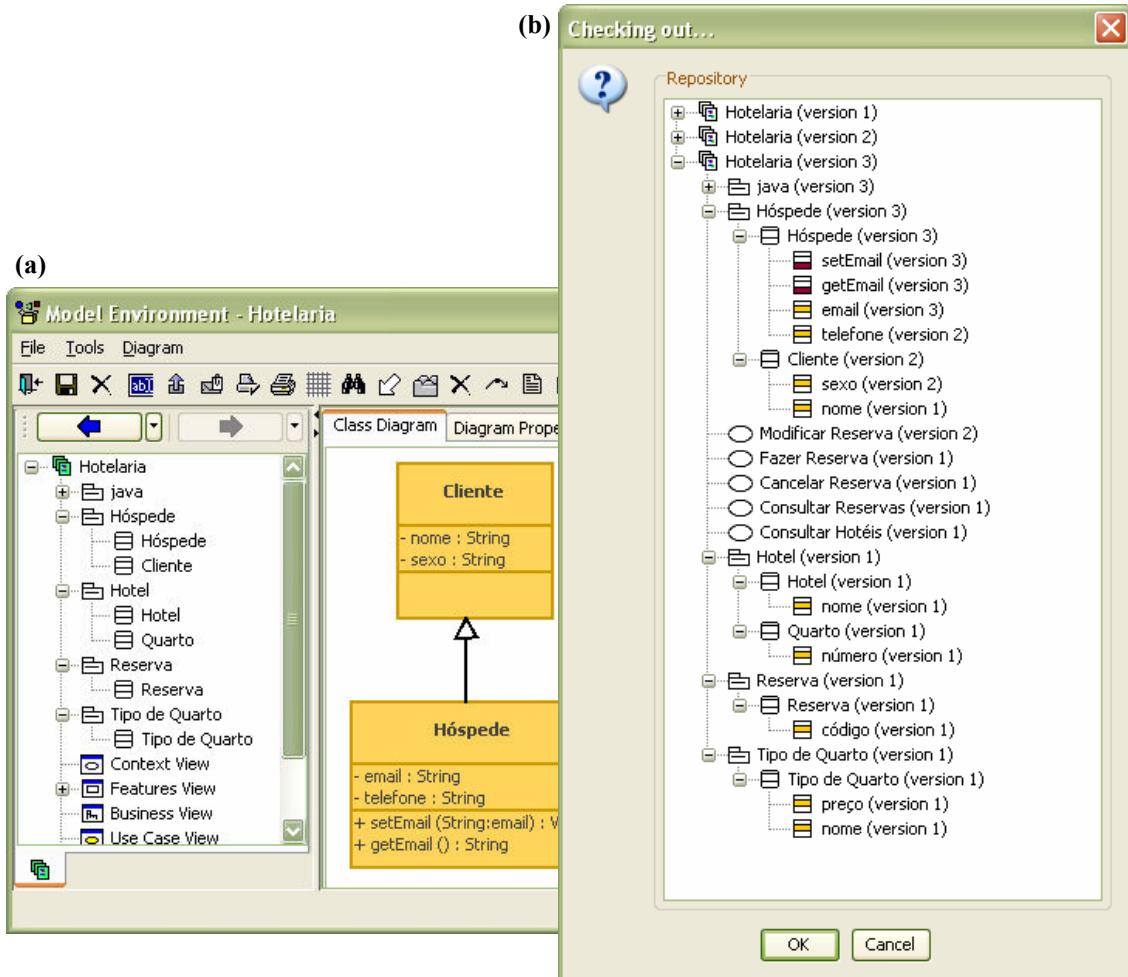 (a)
Model Environment - Hotelaria
File Tools Diagram
Class Diagram Diagram Prope
Hotelaria
java
Hóspede
Hóspede
Cliente
Hotel
Hotel
Quarto
Reserva
Reserva
Tipo de Quarto
Tipo de Quarto
Context View
Features View
Business View
Use Case View
Cliente
- nome : String
- sexo : String
Hóspede
- email : String
- telefone : String
+ setEmail (String:email) : V
+ getEmail () : String
(b)
Checking out...
Repository
Hotelaria (version 1)
Hotelaria (version 2)
Hotelaria (version 3)
java (version 3)
Hóspede (version 3)
Hóspede (version 3)
setEmail (version 3)
getEmail (version 3)
email (version 3)
telefone (version 2)
Cliente (version 2)
sexo (version 2)
nome (version 1)
Modificar Reserva (version 2)
Fazer Reserva (version 1)
Cancelar Reserva (version 1)
Consultar Reservas (version 1)
Consultar Hotéis (version 1)
Hotel (version 1)
Hotel (version 1)
nome (version 1)
Quarto (version 1)
número (version 1)
Reserva (version 1)
Reserva (version 1)
código (version 1)
Tipo de Quarto (version 1)
Tipo de Quarto (version 1)
preço (version 1)
nome (version 1)
OK Cancel